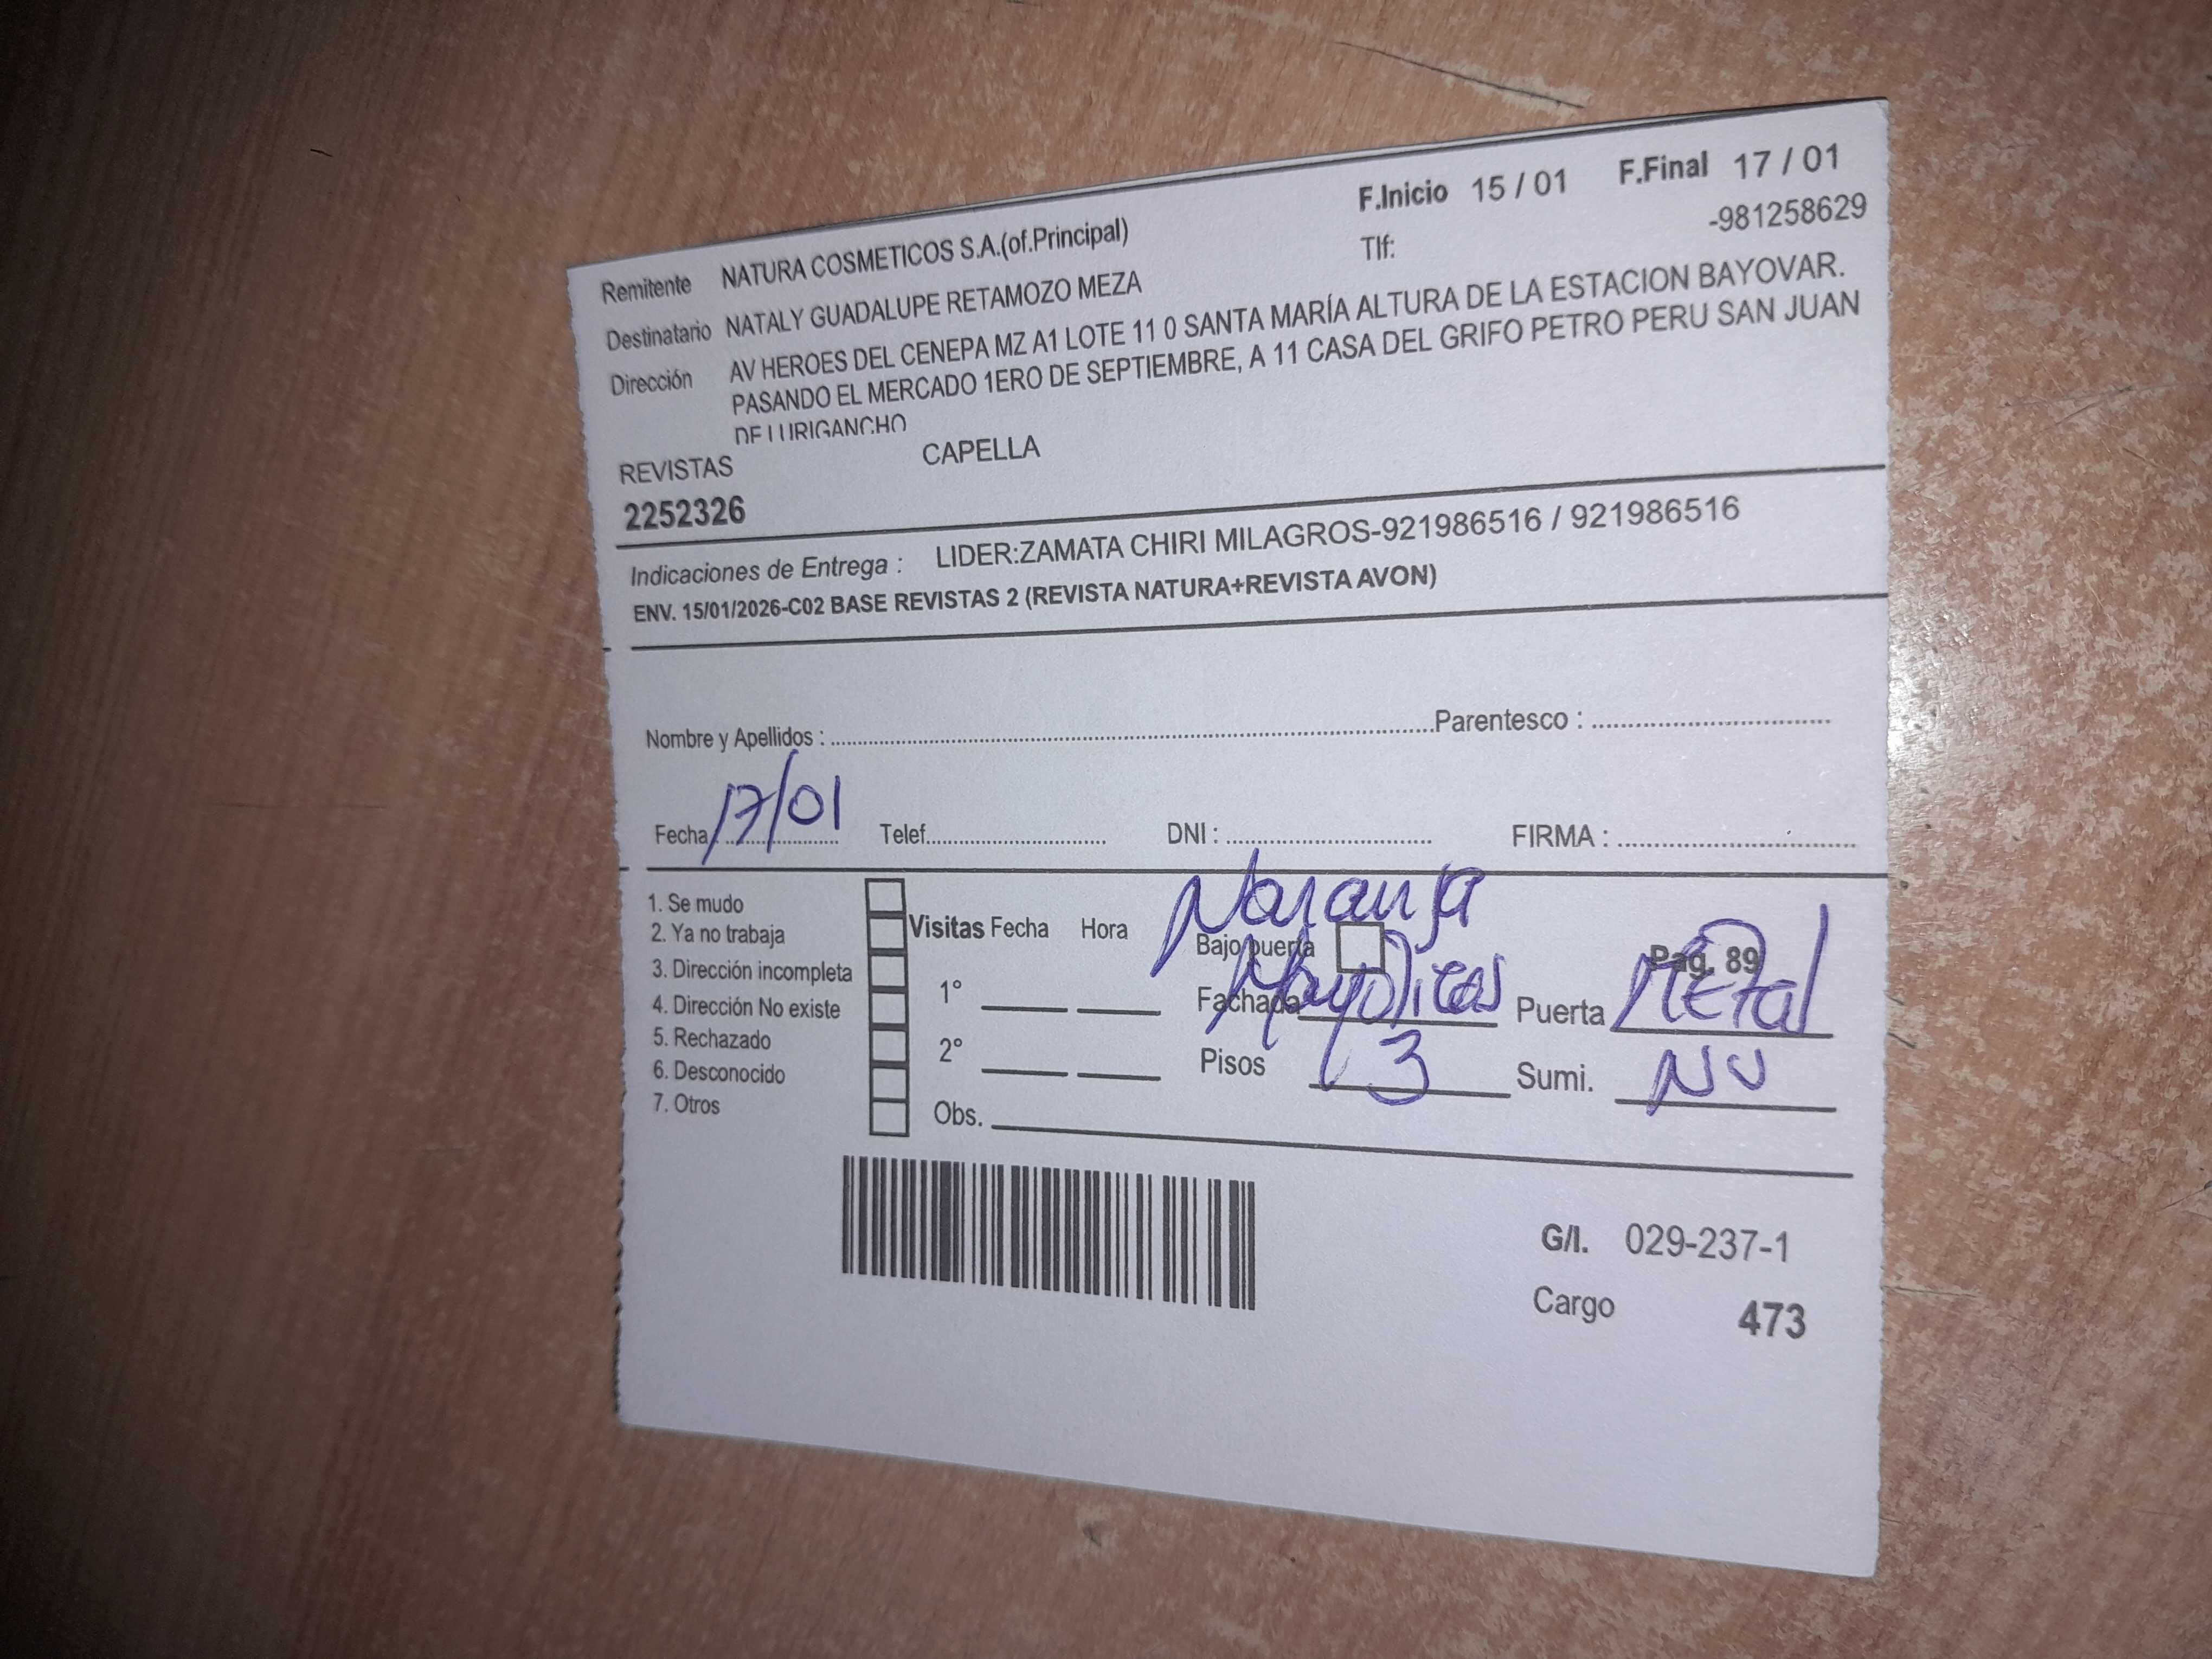 F.Inicio 15 / 01 F.Final 17 / 01
Remitente NATURA COSMETICOS S.A.(of.Principal) Tlf: -981258629
Destinatario NATALY GUADALUPE RETAMOZO MEZA
Dirección AV HEROES DEL CENEPA MZ A1 LOTE 11 0 SANTA MARÍA ALTURA DE LA ESTACION BAYOVAR.
PASANDO EL MERCADO 1ERO DE SEPTIEMBRE, A 11 CASA DEL GRIFO PETRO PERU SAN JUAN
DE LURIGANCHO
REVISTAS CAPELLA
2252326
Indicaciones de Entrega : LIDER:ZAMATA CHIRI MILAGROS-921986516 / 921986516
ENV. 15/01/2026-C02 BASE REVISTAS 2 (REVISTA NATURA+REVISTA AVON)
Nombre y Apellidos : Parentesco :
Fecha 17/01 Telef. DNI : FIRMA :
1. Se mudo
2. Ya no trabaja
3. Dirección incompleta
4. Dirección No existe
5. Rechazado
6. Desconocido
7. Otros
Visitas Fecha Hora
1°
2°
Obs.
Naranja
Bajo puerta Pag. 89
Fachada Mayolicas Puerta Metal
Pisos 3 Sumi. NO
G/I. 029-237-1
Cargo 473